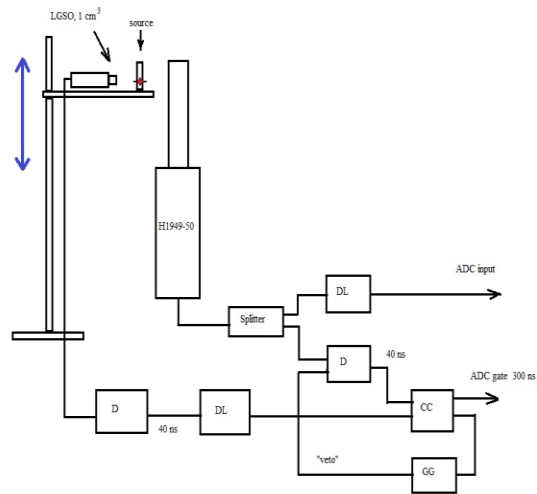 LGSO, 1 cm3
source
H1949-50
ADC input
DL
Splitter
D
40 ns
ADC gate 300 ns
CC
D
40 ns
DL
"veto"
GG